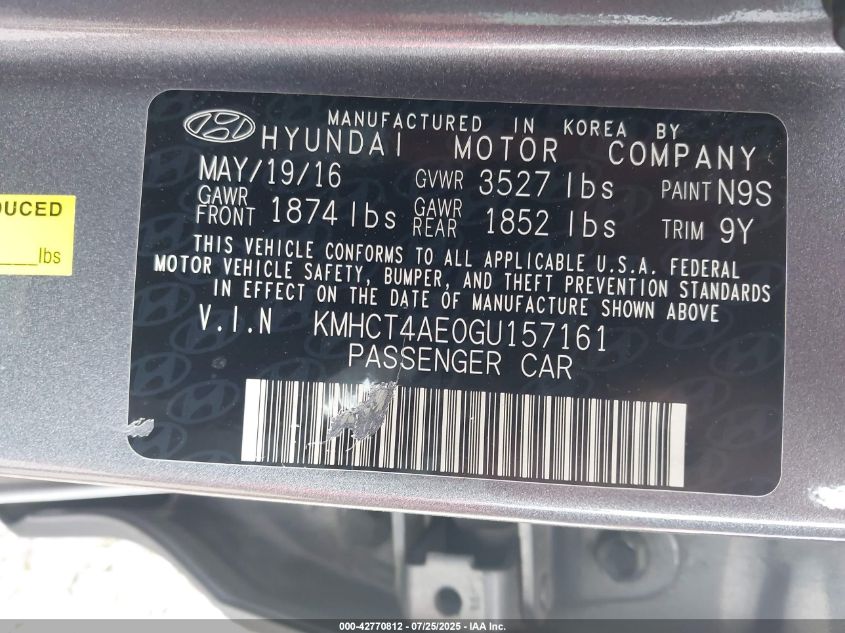 MANUFACTURED IN KOREA BY
HYUNDAI MOTOR COMPANY
MAY/19/16 GVWR 3527 lbs PAINT N9S
GAWR FRONT 1874 lbs GAWR REAR 1852 lbs TRIM 9Y
THIS VEHICLE CONFORMS TO ALL APPLICABLE U.S.A. FEDERAL
MOTOR VEHICLE SAFETY, BUMPER, AND THEFT PREVENTION STANDARDS
IN EFFECT ON THE DATE OF MANUFACTURE SHOWN ABOVE
V.I.N KMHCT4AE0GU157161
PASSENGER CAR
lbs
000-42770812 - 07/25/2025 - IAA, Inc.